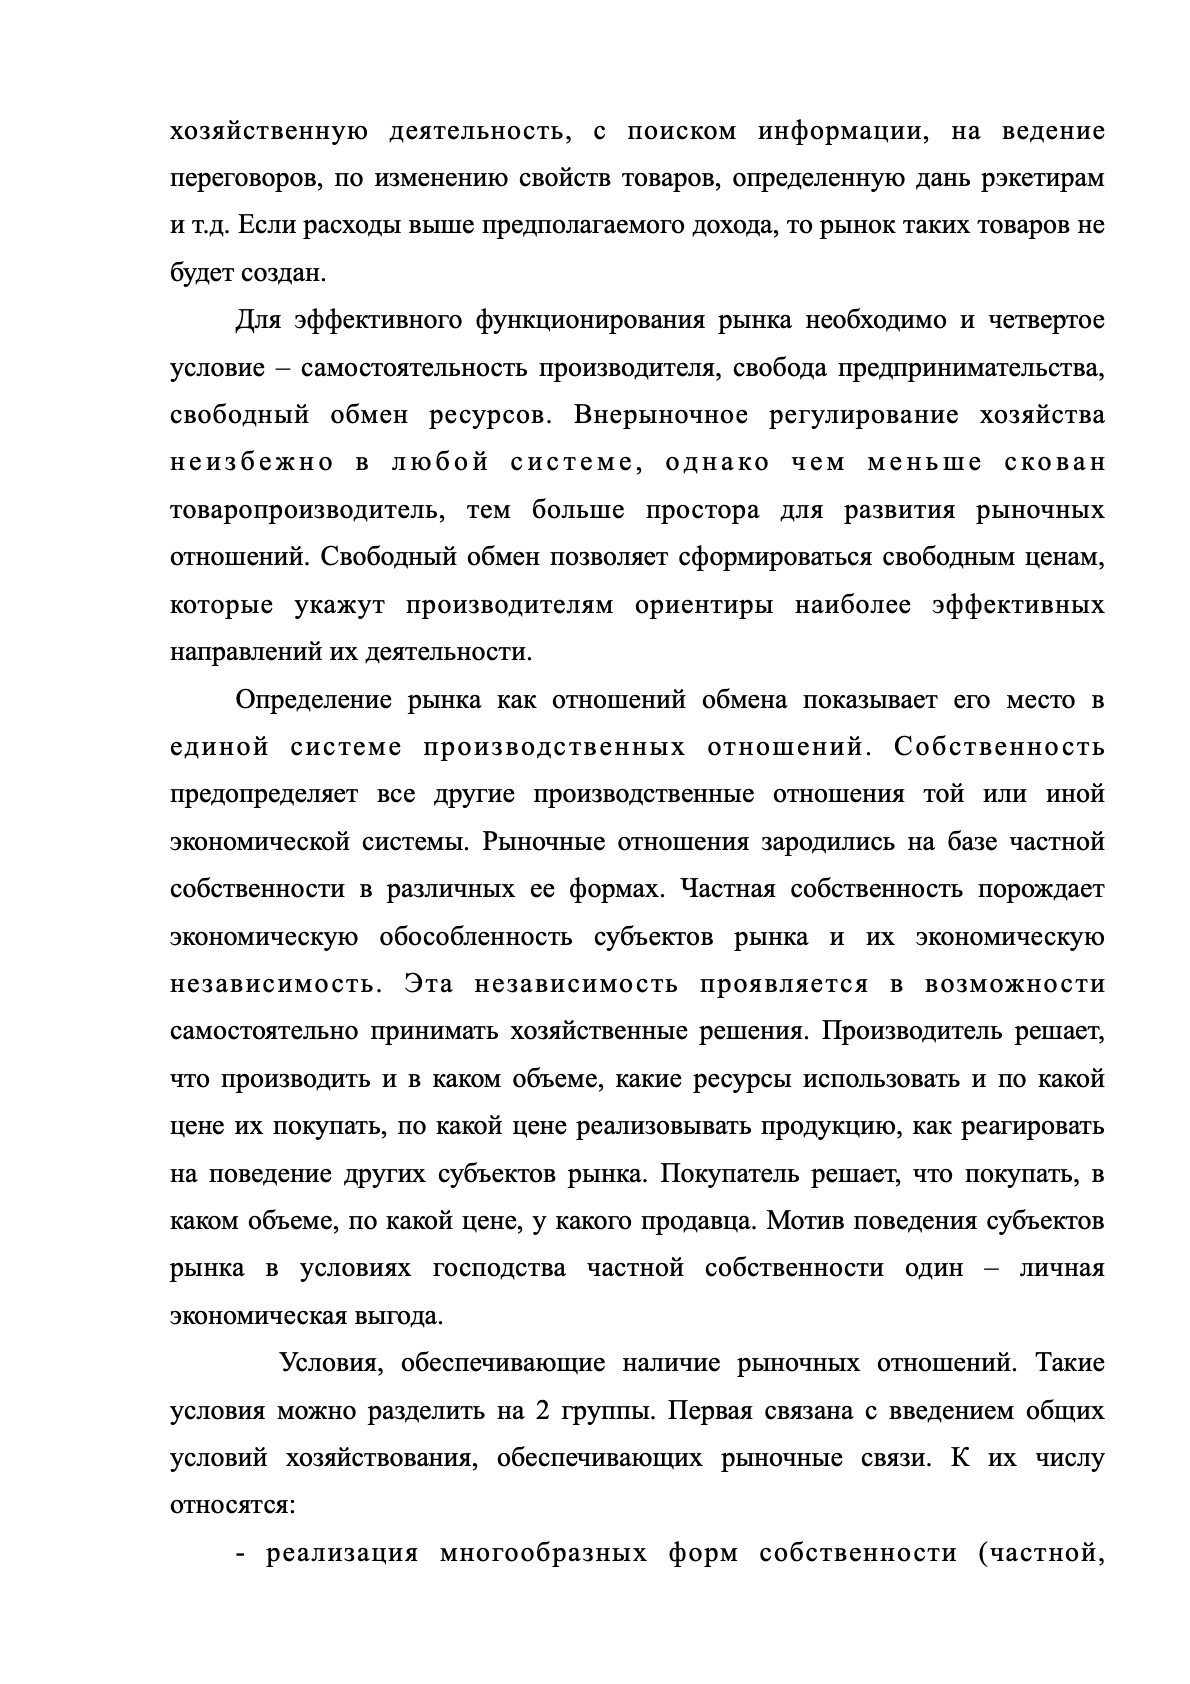 хозяйственную деятельность, с поиском информации, на ведение
переговоров, по изменению свойств товаров, определенную дань рэкетирам
и т.д. Если расходы выше предполагаемого дохода, то рынок таких товаров не
будет создан.
Для эффективного функционирования рынка необходимо и четвертое
условие – самостоятельность производителя, свобода предпринимательства,
свободный обмен ресурсов. Внерыночное регулирование хозяйства
неизбежно в любой системе, однако чем меньше скован
товаропроизводитель, тем больше простора для развития рыночных
отношений. Свободный обмен позволяет сформироваться свободным ценам,
которые укажут производителям ориентиры наиболее эффективных
направлений их деятельности.
Определение рынка как отношений обмена показывает его место в
единой системе производственных отношений. Собственность
предопределяет все другие производственные отношения той или иной
экономической системы. Рыночные отношения зародились на базе частной
собственности в различных ее формах. Частная собственность порождает
экономическую обособленность субъектов рынка и их экономическую
независимость. Эта независимость проявляется в возможности
самостоятельно принимать хозяйственные решения. Производитель решает,
что производить и в каком объеме, какие ресурсы использовать и по какой
цене их покупать, по какой цене реализовывать продукцию, как реагировать
на поведение других субъектов рынка. Покупатель решает, что покупать, в
каком объеме, по какой цене, у какого продавца. Мотив поведения субъектов
рынка в условиях господства частной собственности один – личная
экономическая выгода.
Условия, обеспечивающие наличие рыночных отношений. Такие
условия можно разделить на 2 группы. Первая связана с введением общих
условий хозяйствования, обеспечивающих рыночные связи. К их числу
относятся:
- реализация многообразных форм собственности (частной,